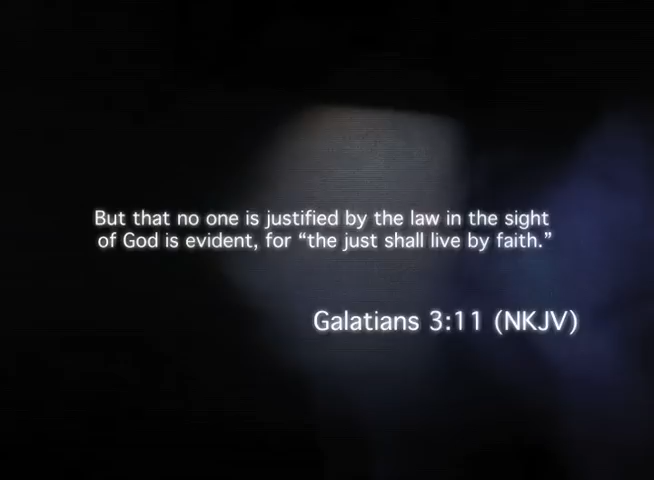 But that no one is justified by the law in the sight
of God is evident, for “the just shall live by faith.”
Galatians 3:11 (NKJV)